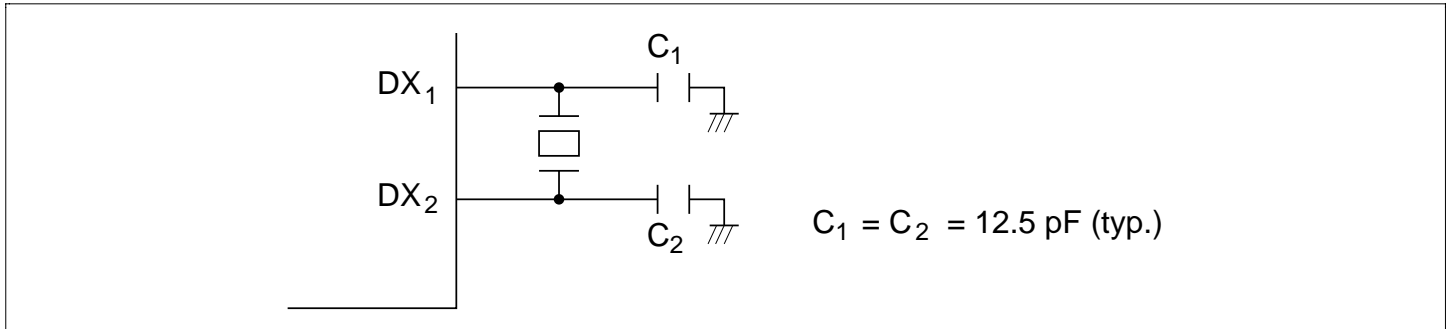 C₁
DX₁
DX₂
C₂
C₁ = C₂ = 12.5 pF (typ.)